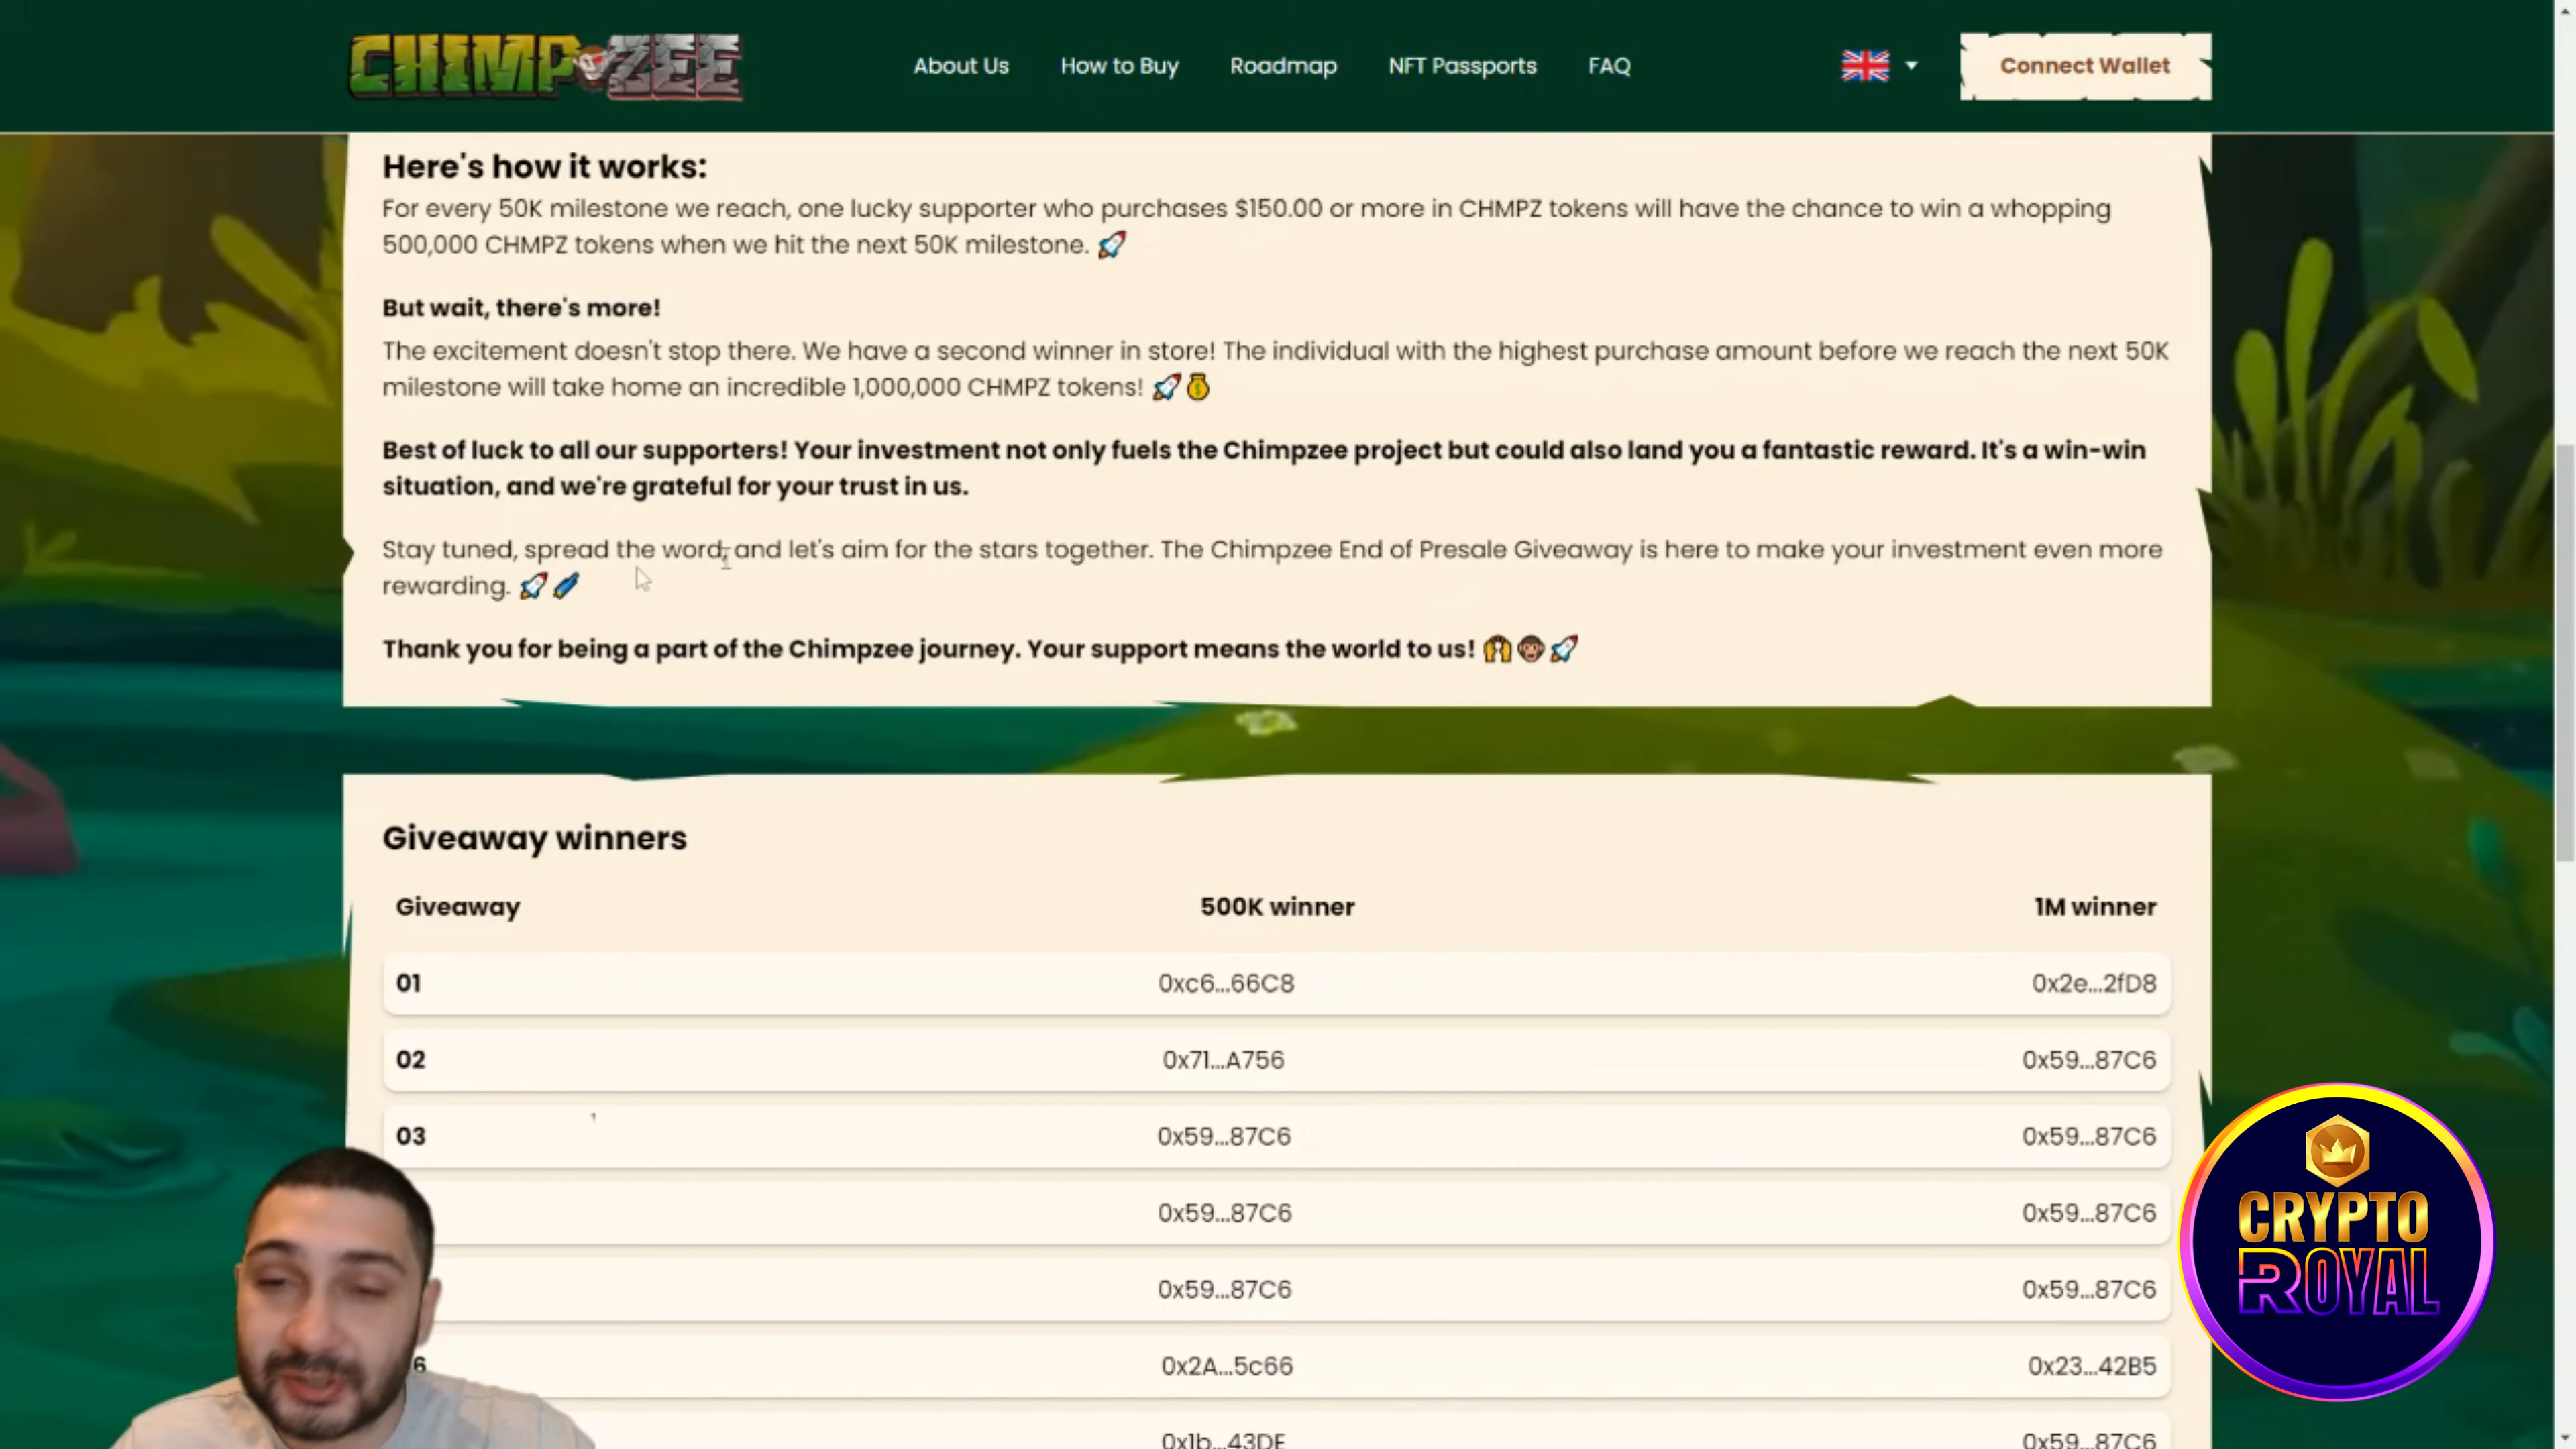 CHIMPZEE
About Us
How to Buy
Roadmap
NFT Passports
FAQ
Connect Wallet
Here's how it works:
For every 50K milestone we reach, one lucky supporter who purchases $150.00 or more in CHMPZ tokens will have the chance to win a whopping
500,000 CHMPZ tokens when we hit the next 50K milestone. 🚀
But wait, there's more!
The excitement doesn't stop there. We have a second winner in store! The individual with the highest purchase amount before we reach the next 50K
milestone will take home an incredible 1,000,000 CHMPZ tokens! 🚀💰
Best of luck to all our supporters! Your investment not only fuels the Chimpzee project but could also land you a fantastic reward. It's a win-win
situation, and we're grateful for your trust in us.
Stay tuned, spread the word, and let's aim for the stars together. The Chimpzee End of Presale Giveaway is here to make your investment even more
rewarding. 🚀
Thank you for being a part of the Chimpzee journey. Your support means the world to us! 🙌🐵🚀
Giveaway winners
Giveaway 500K winner 1M winner
01 0xc6...66C8 0x2e...2fD8
02 0x71...A756 0x59...87C6
03 0x59...87C6 0x59...87C6
0x59...87C6 0x59...87C6
0x59...87C6 0x59...87C6
6 0x2A...5c66 0x23...42B5
0x1b...43DE 0x59...87C6
CRYPTO
ROYAL